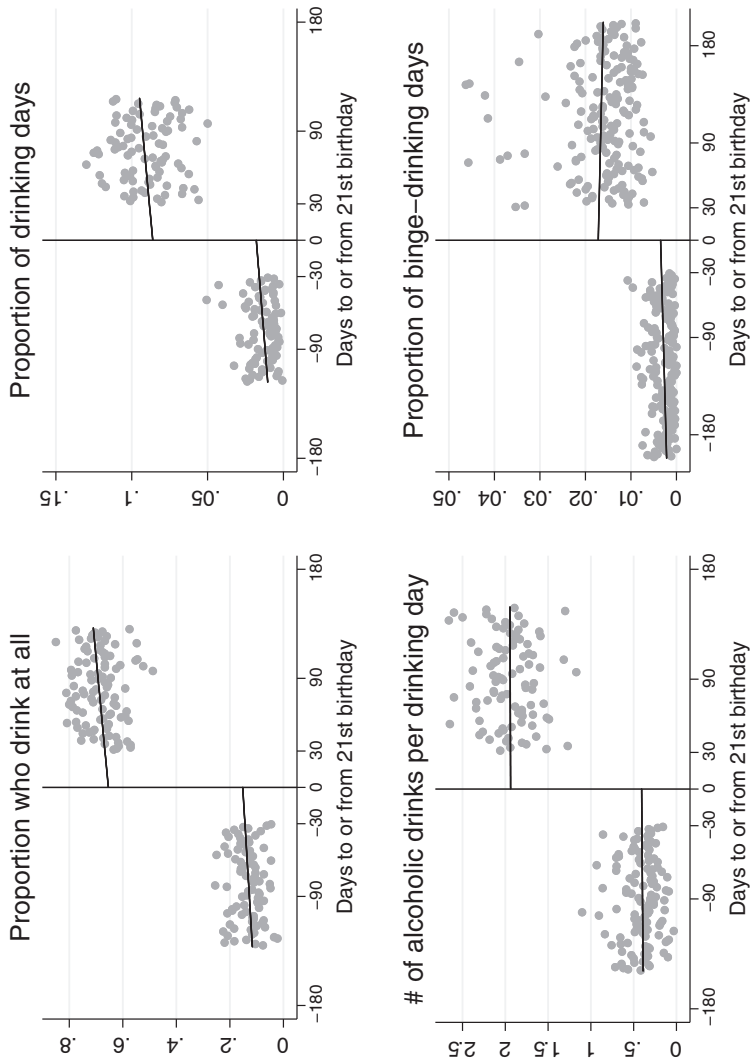 Proportion who drink at all
.8
.6
.4
.2
0
−180 −90 −30 0 30 90 180
Days to or from 21st birthday
Proportion of drinking days
.15
.1
.05
0
−180 −90 −30 0 30 90 180
Days to or from 21st birthday
# of alcoholic drinks per drinking day
2.5
2
1.5
1
.5
0
−180 −90 −30 0 30 90 180
Days to or from 21st birthday
Proportion of binge−drinking days
.05
.04
.03
.02
.01
0
−180 −90 −30 0 30 90 180
Days to or from 21st birthday